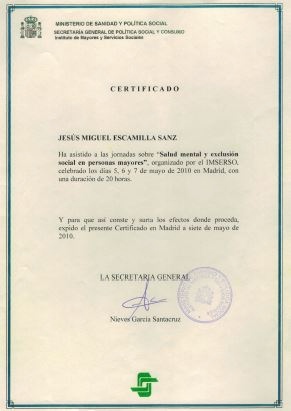 MINISTERIO DE SANIDAD Y POLÍTICA SOCIAL
SECRETARÍA GENERAL DE POLÍTICA SOCIAL Y CONSUMO
Instituto de Mayores y Servicios Sociales
CERTIFICADO
JESÚS MIGUEL ESCAMILLA SANZ
Ha asistido a las jornadas sobre "Salud mental y exclusión
social en personas mayores", organizado por el IMSERSO,
celebrado los días 5, 6 y 7 de mayo de 2010 en Madrid, con
una duración de 20 horas.
Y para que así conste y surta los efectos donde proceda,
expido el presente Certificado en Madrid a siete de mayo de
2010.
LA SECRETARIA GENERAL
Nieves García Santacruz